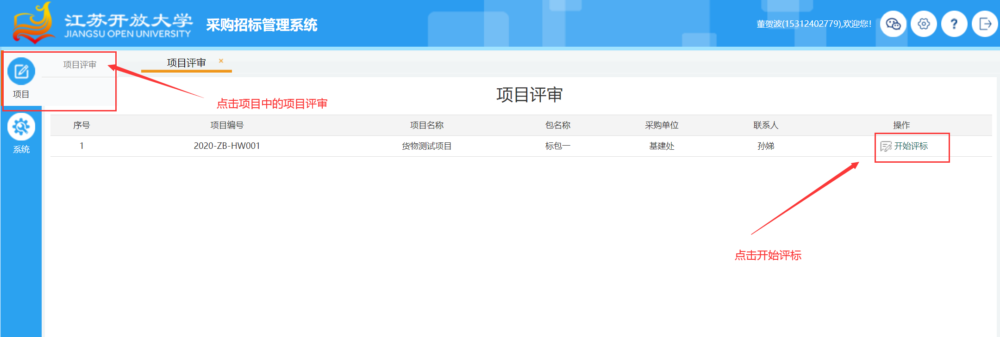 江苏开放大学
JIANGSU OPEN UNIVERSITY
采购招标管理系统
董贺波(15312402779),欢迎您!
?
项目评审
项目评审 ×
项目
点击项目中的项目评审
项目评审
系统
序号 项目编号 项目名称 包名称 采购单位 联系人 操作
1 2020-ZB-HW001 货物测试项目 标包一 基建处 孙娣 开始评标
点击开始评标